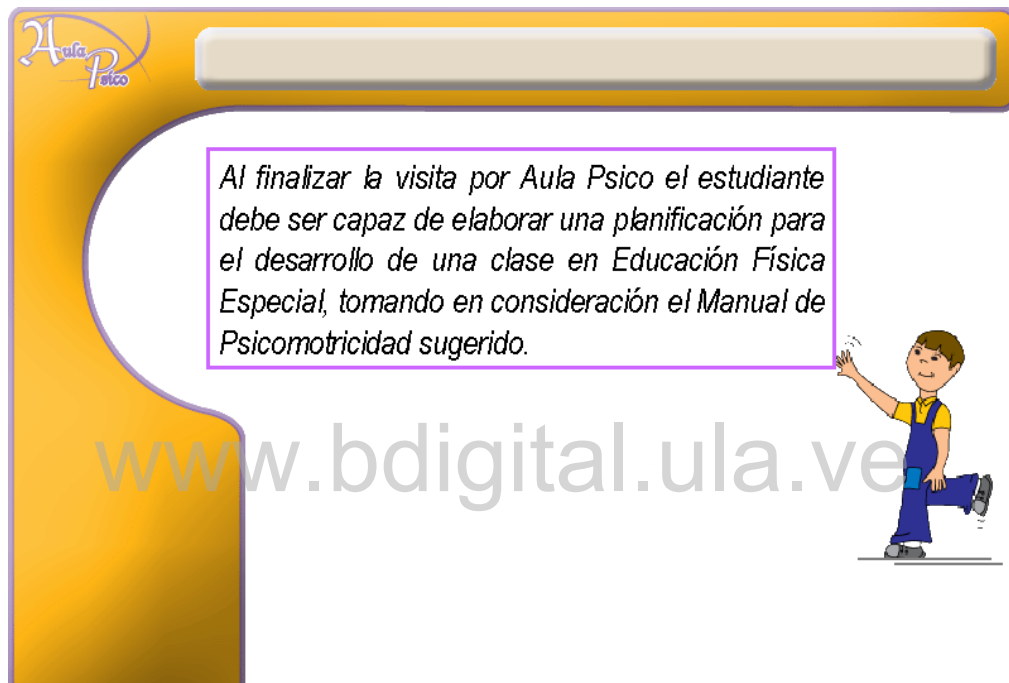 Aula
Psico
Al finalizar la visita por Aula Psico el estudiante
debe ser capaz de elaborar una planificación para
el desarrollo de una clase en Educación Física
Especial, tomando en consideración el Manual de
Psicomotricidad sugerido.
www.bdigital.ula.ve